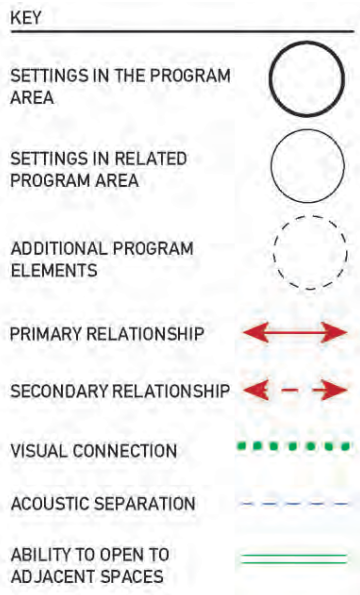 KEY
SETTINGS IN THE PROGRAM
AREA
SETTINGS IN RELATED
PROGRAM AREA
ADDITIONAL PROGRAM
ELEMENTS
PRIMARY RELATIONSHIP
SECONDARY RELATIONSHIP
VISUAL CONNECTION
ACOUSTIC SEPARATION
ABILITY TO OPEN TO
ADJACENT SPACES